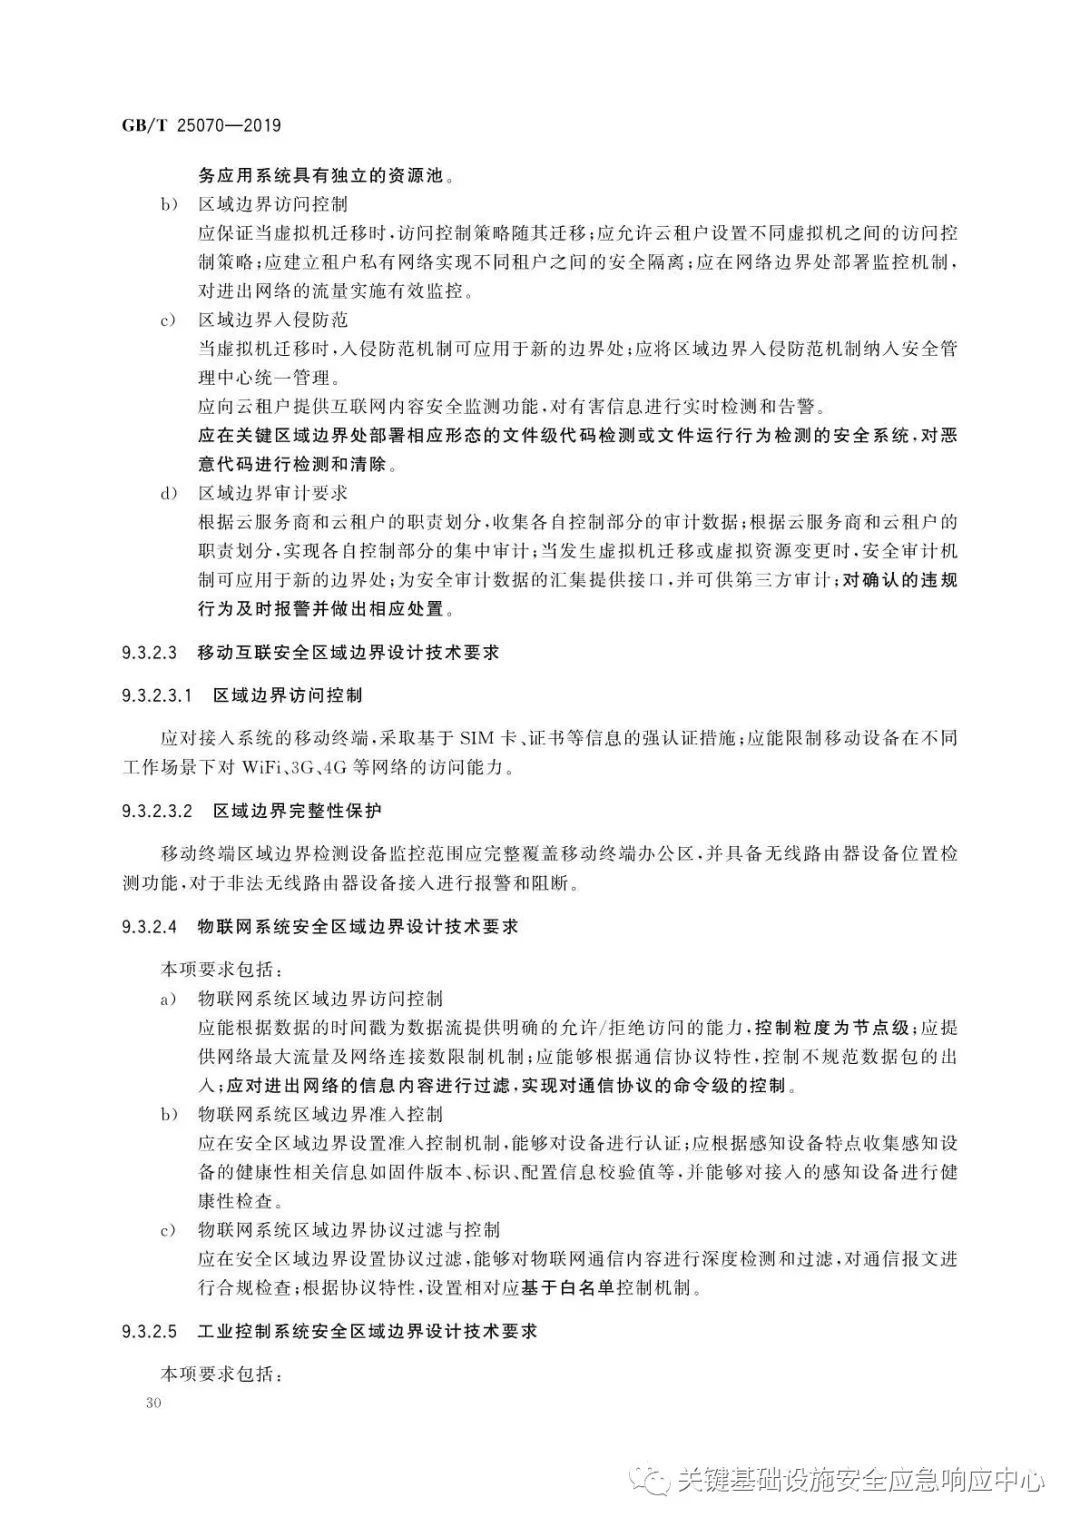 GB/T 25070—2019
务应用系统具有独立的资源池。
b) 区域边界访问控制
应保证当虚拟机迁移时,访问控制策略随其迁移;应允许云租户设置不同虚拟机之间的访问控
制策略;应建立租户私有网络实现不同租户之间的安全隔离;应在网络边界处部署监控机制,
对进出网络的流量实施有效监控。
c) 区域边界入侵防范
当虚拟机迁移时,入侵防范机制可应用于新的边界处;应将区域边界入侵防范机制纳入安全管
理中心统一管理。
应向云租户提供互联网内容安全监测功能,对有害信息进行实时检测和告警。
应在关键区域边界处部署相应形态的文件级代码检测或文件运行行为检测的安全系统,对恶
意代码进行检测和清除。
d) 区域边界审计要求
根据云服务商和云租户的职责划分,收集各自控制部分的审计数据;根据云服务商和云租户的
职责划分,实现各自控制部分的集中审计;当发生虚拟机迁移或虚拟资源变更时,安全审计机
制可应用于新的边界处;为安全审计数据的汇集提供接口,并可供第三方审计;对确认的违规
行为及时报警并做出相应处置。
9.3.2.3 移动互联安全区域边界设计技术要求
9.3.2.3.1 区域边界访问控制
应对接入系统的移动终端,采取基于 SIM 卡、证书等信息的强认证措施;应能限制移动设备在不同
工作场景下对 WiFi、3G、4G 等网络的访问能力。
9.3.2.3.2 区域边界完整性保护
移动终端区域边界检测设备监控范围应完整覆盖移动终端办公区,并具备无线路由器设备位置检
测功能,对于非法无线路由器设备接入进行报警和阻断。
9.3.2.4 物联网系统安全区域边界设计技术要求
本项要求包括:
a) 物联网系统区域边界访问控制
应能根据数据的时间戳为数据流提供明确的允许/拒绝访问的能力,控制粒度为节点级;应提
供网络最大流量及网络连接数限制机制;应能够根据通信协议特性,控制不规范数据包的出
入;应对进出网络的信息内容进行过滤,实现对通信协议的命令级的控制。
b) 物联网系统区域边界准入控制
应在安全区域边界设置准入控制机制,能够对设备进行认证;应根据感知设备特点收集感知设
备的健康性相关信息如固件版本、标识、配置信息校验值等,并能够对接入的感知设备进行健
康性检查。
c) 物联网系统区域边界协议过滤与控制
应在安全区域边界设置协议过滤,能够对物联网通信内容进行深度检测和过滤,对通信报文进
行合规检查;根据协议特性,设置相对应基于白名单控制机制。
9.3.2.5 工业控制系统安全区域边界设计技术要求
本项要求包括:
30
关键基础设施安全应急响应中心